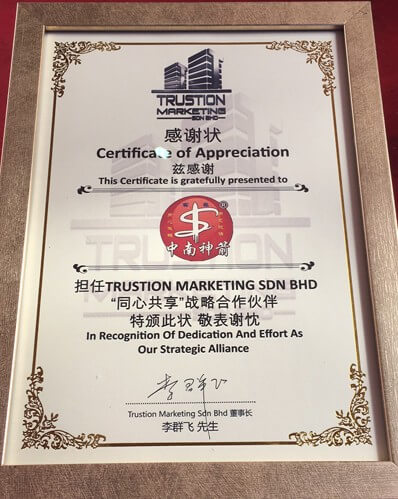 TRUSTION
MARKETING
SDN BHD
感谢状
Certificate of Appreciation
兹感谢
This Certificate is gratefully presented to
®
中南神箭
担任TRUSTION MARKETING SDN BHD
“同心共享”战略合作伙伴
特颁此状 敬表谢忱
In Recognition Of Dedication And Effort As
Our Strategic Alliance
李群飞
Trustion Marketing Sdn Bhd 董事长
李群飞 先生